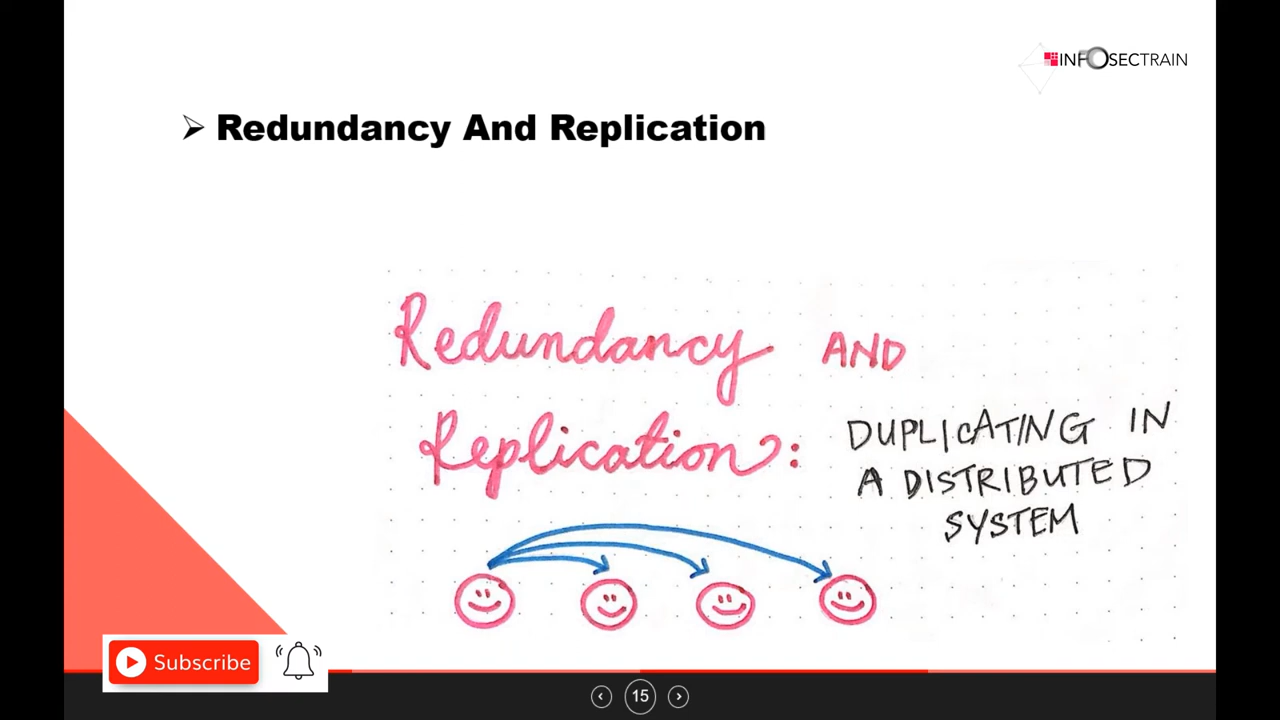 INFOSECTRAIN
Redundancy And Replication
Redundancy AND
Replication:
DUPLICATING IN
A DISTRIBUTED
SYSTEM
Subscribe
15